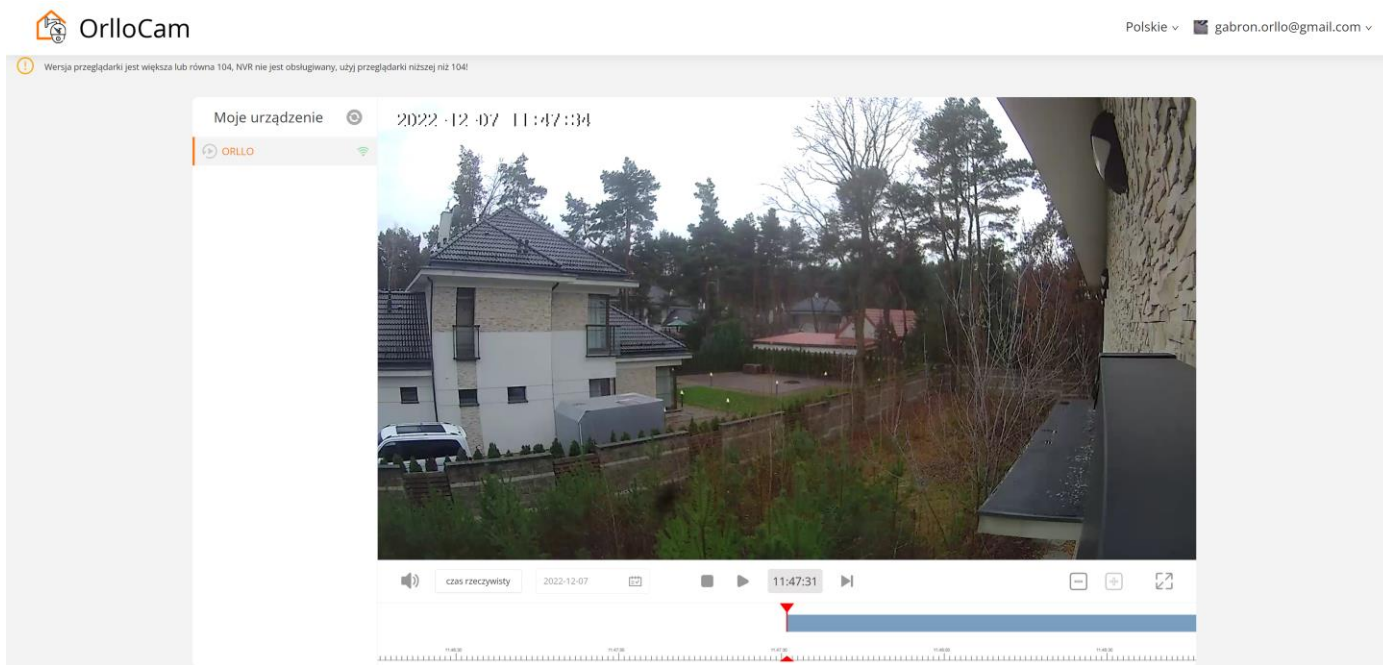 OrlloCam
Polskie
gabron.orllo@gmail.com
Wersja przeglądarki jest większa lub równa 104, NVR nie jest obsługiwany, użyj przeglądarki niższej niż 104!
Moje urządzenie
2022-12-07 11:47:34
ORLLO
czas rzeczywisty
2022-12-07
11:47:31